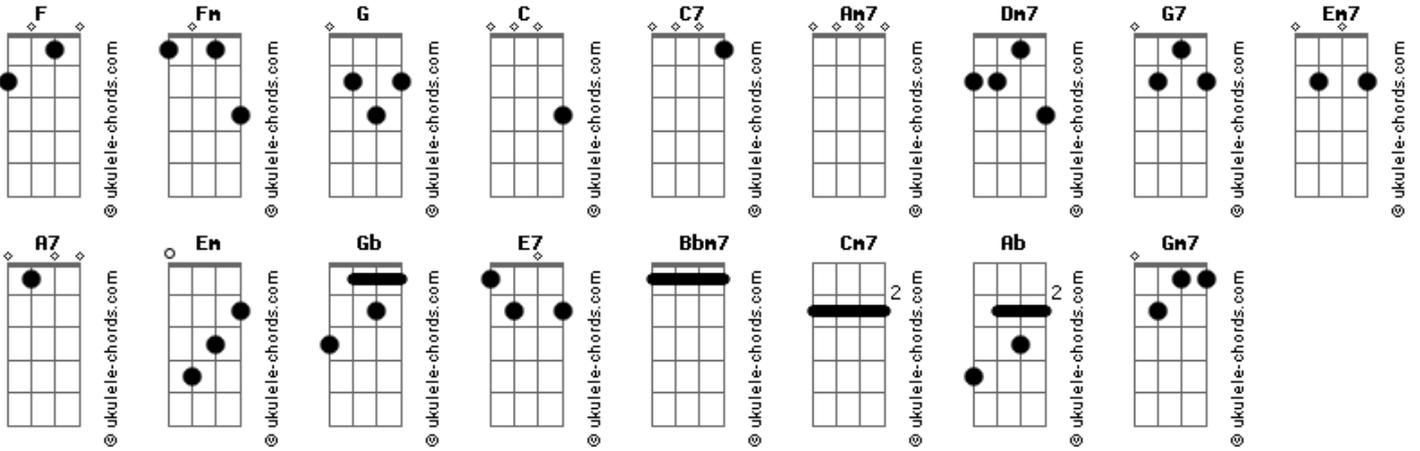 F Fm G C C7 Am7 Dm7 G7 Em7
© ukulele-chords.com © ukulele-chords.com © ukulele-chords.com © ukulele-chords.com © ukulele-chords.com © ukulele-chords.com © ukulele-chords.com © ukulele-chords.com © ukulele-chords.com
A7 Em Gb E7 Bbm7 Cm7 Ab Gm7
2 2
© ukulele-chords.com © ukulele-chords.com © ukulele-chords.com © ukulele-chords.com © ukulele-chords.com © ukulele-chords.com © ukulele-chords.com © ukulele-chords.com